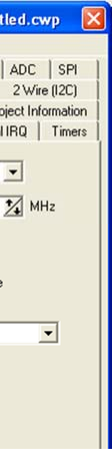 tled.cwp
ADC SPI
2 Wire (I2C)
oject Information
l IRQ Timers
MHz
e